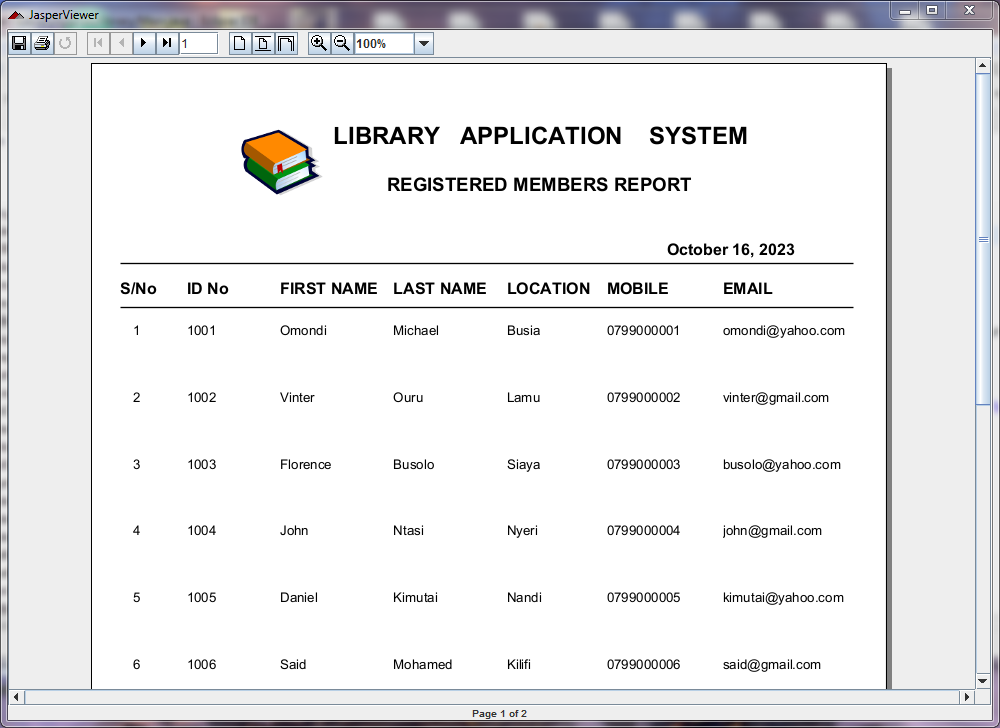 JasperViewer
1
100%
LIBRARY APPLICATION SYSTEM
REGISTERED MEMBERS REPORT
October 16, 2023
S/No ID No FIRST NAME LAST NAME LOCATION MOBILE EMAIL
1 1001 Omondi Michael Busia 0799000001 omondi@yahoo.com
2 1002 Vinter Ouru Lamu 0799000002 vinter@gmail.com
3 1003 Florence Busolo Siaya 0799000003 busolo@yahoo.com
4 1004 John Ntasi Nyeri 0799000004 john@gmail.com
5 1005 Daniel Kimutai Nandi 0799000005 kimutai@yahoo.com
6 1006 Said Mohamed Kilifi 0799000006 said@gmail.com
Page 1 of 2